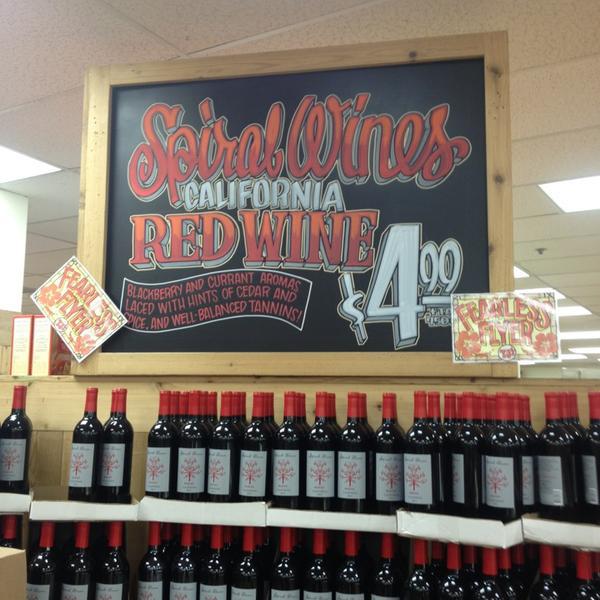 Spiral Wines
CALIFORNIA
RED WINE
$4.99
BLACKBERRY AND CURRANT AROMAS
LACED WITH HINTS OF CEDAR AND
SPICE, AND WELL-BALANCED TANNINS!
FEARLESS
FLYER
FEARLESS
FLYER